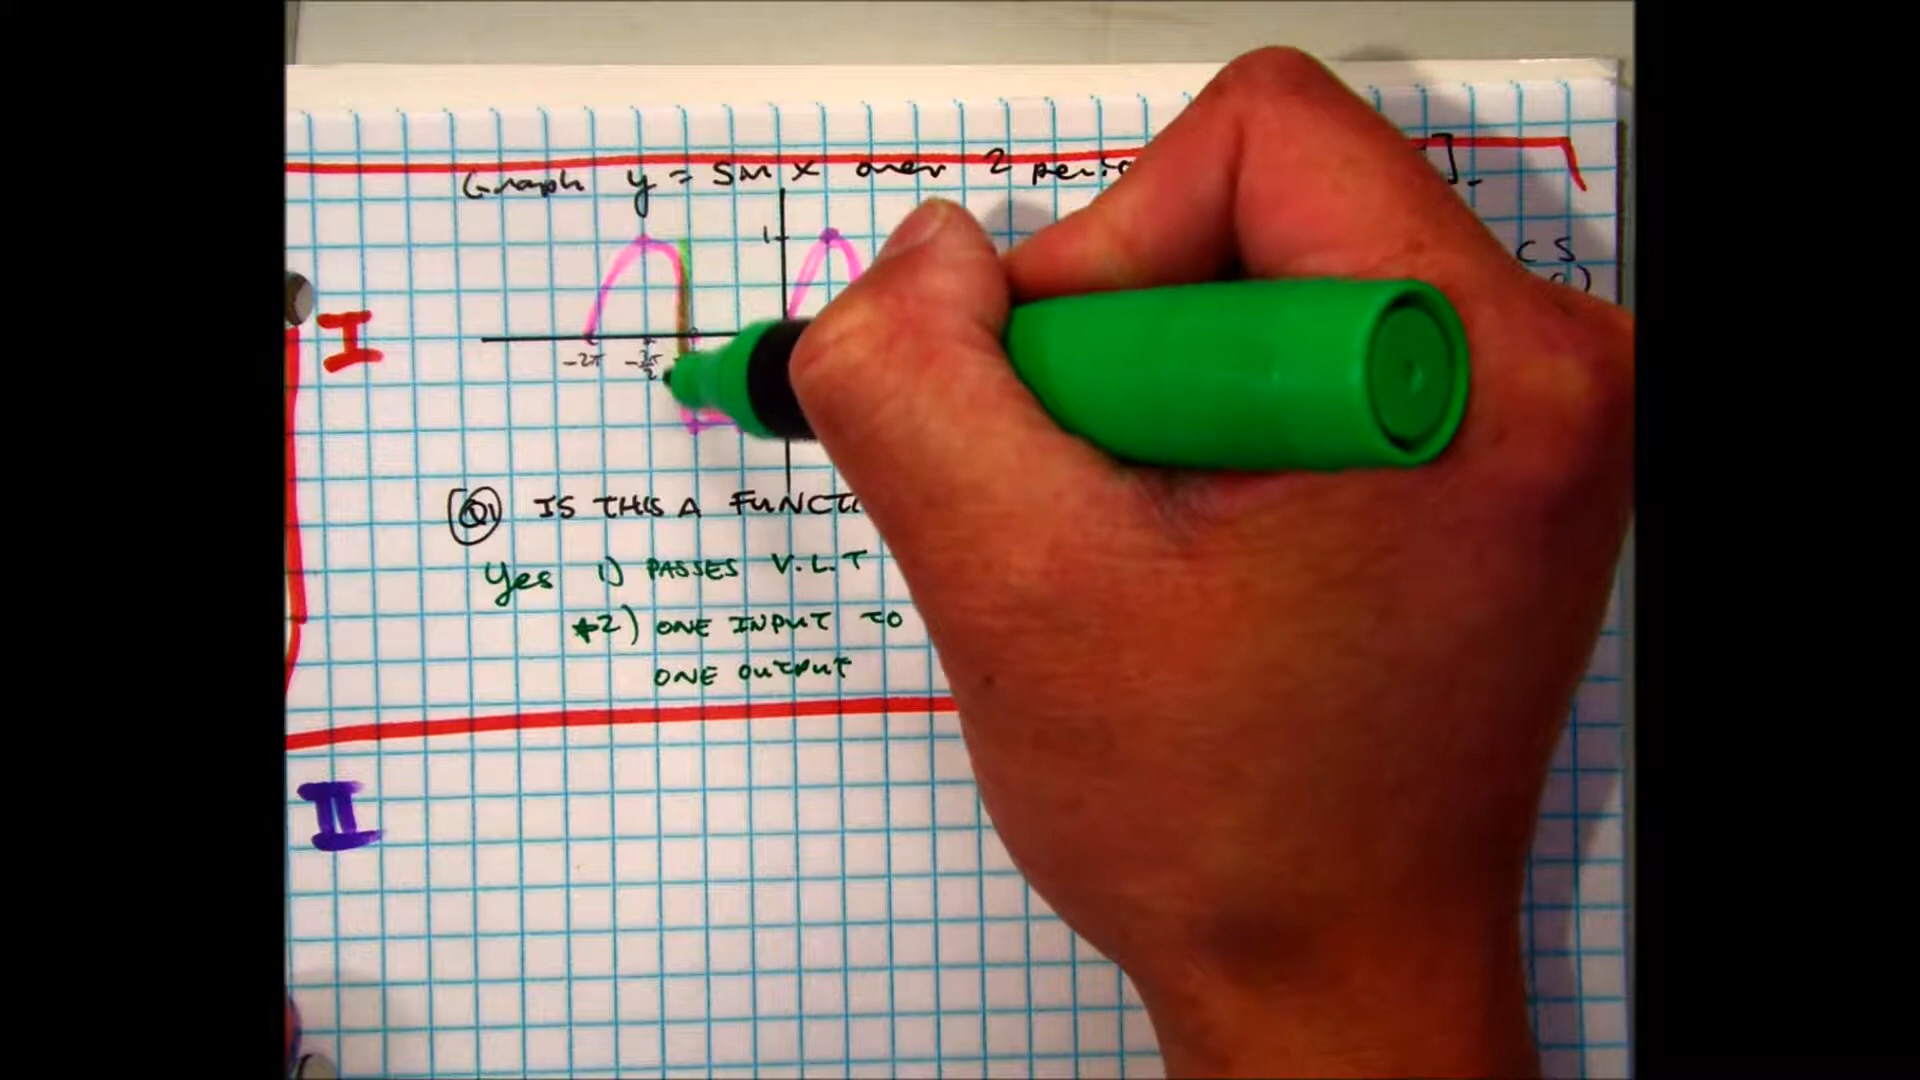 Graph y = sin x over 2 peri ].
C S
1
I
-2π -3π/2
Q1 IS THIS A FUNCTI
Yes 1) PASSES V.L.T
*2) ONE INPUT TO
ONE OUTPUT
II